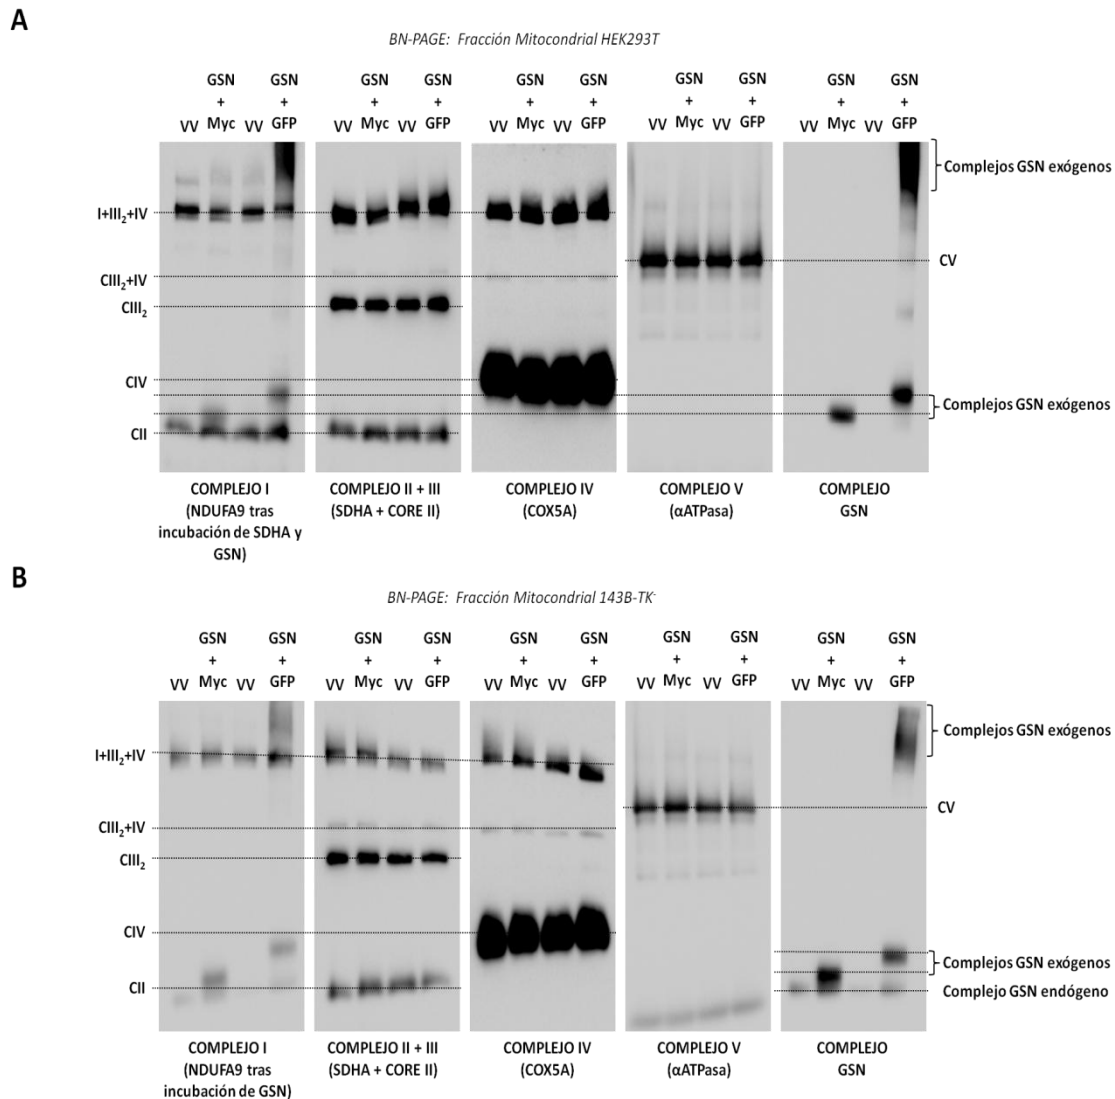 A
BN-PAGE: Fracción Mitocondrial HEK293T
GSN GSN GSN GSN GSN GSN GSN GSN GSN GSN
+ + + + + + + + + +
VV Myc VV GFP VV Myc VV GFP VV Myc VV GFP VV Myc VV GFP VV Myc VV GFP
Complejos GSN exógenos
I+III₂+IV
CV
CIII₂+IV
CIII₂
CIV
Complejos GSN exógenos
CII
COMPLEJO I
(NDUFA9 tras
incubación de SDHA y
GSN)
COMPLEJO II + III
(SDHA + CORE II)
COMPLEJO IV
(COX5A)
COMPLEJO V
(αATPasa)
COMPLEJO
GSN
B
BN-PAGE: Fracción Mitocondrial 143B-TK-
GSN GSN GSN GSN GSN GSN GSN GSN GSN GSN
+ + + + + + + + + +
VV Myc VV GFP VV Myc VV GFP VV Myc VV GFP VV Myc VV GFP VV Myc VV GFP
Complejos GSN exógenos
I+III₂+IV
CV
CIII₂+IV
CIII₂
CIV
Complejos GSN exógenos
CII
Complejo GSN endógeno
COMPLEJO I
(NDUFA9 tras
incubación de GSN)
COMPLEJO II + III
(SDHA + CORE II)
COMPLEJO IV
(COX5A)
COMPLEJO V
(αATPasa)
COMPLEJO
GSN